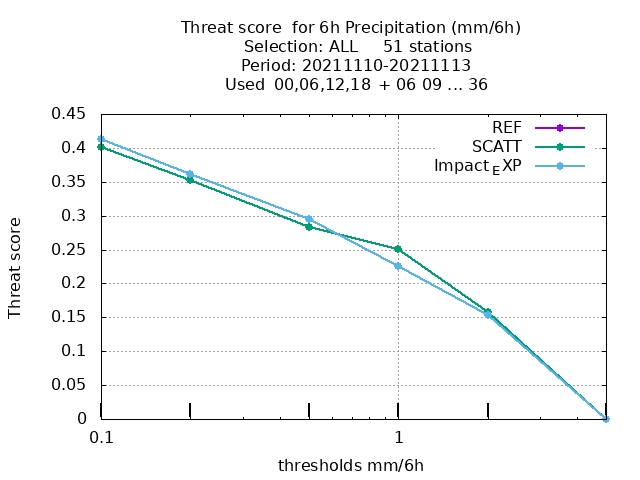 Threat score  for 6h Precipitation (mm/6h)
Selection: ALL     51 stations
Period: 20211110-20211113
Used  00,06,12,18  + 06 09 ... 36
0.45
0.4
0.35
0.3
0.25
0.2
0.15
0.1
0.05
0
Threat score
REF
SCATT
Impact_EXP
0.1
1
thresholds mm/6h